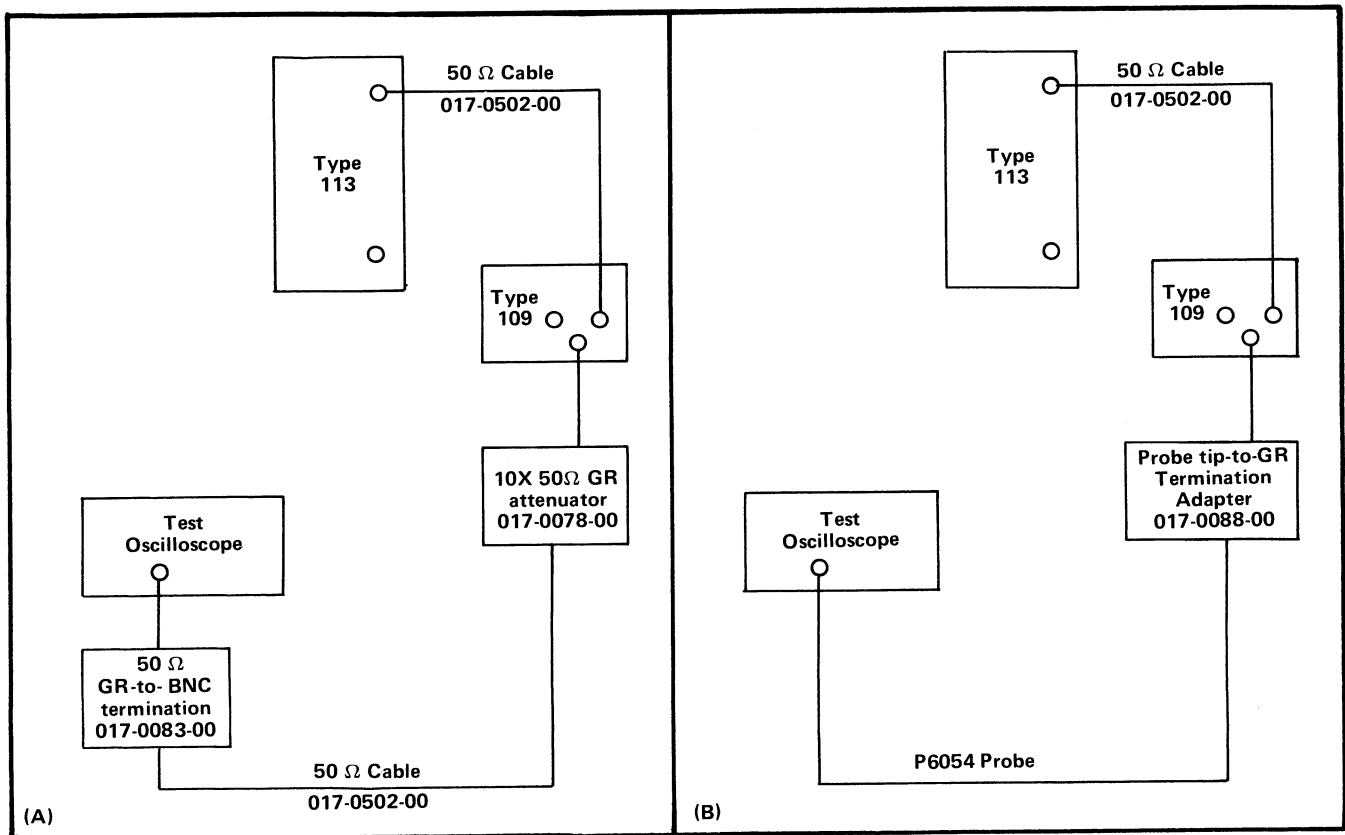 50 Ω Cable
017-0502-00
Type
113
Type
109
10X 50Ω GR
attenuator
017-0078-00
Test
Oscilloscope
50 Ω
GR-to- BNC
termination
017-0083-00
50 Ω Cable
017-0502-00
(A)
50 Ω Cable
017-0502-00
Type
113
Type
109
Probe tip-to-GR
Termination
Adapter
017-0088-00
Test
Oscilloscope
P6054 Probe
(B)